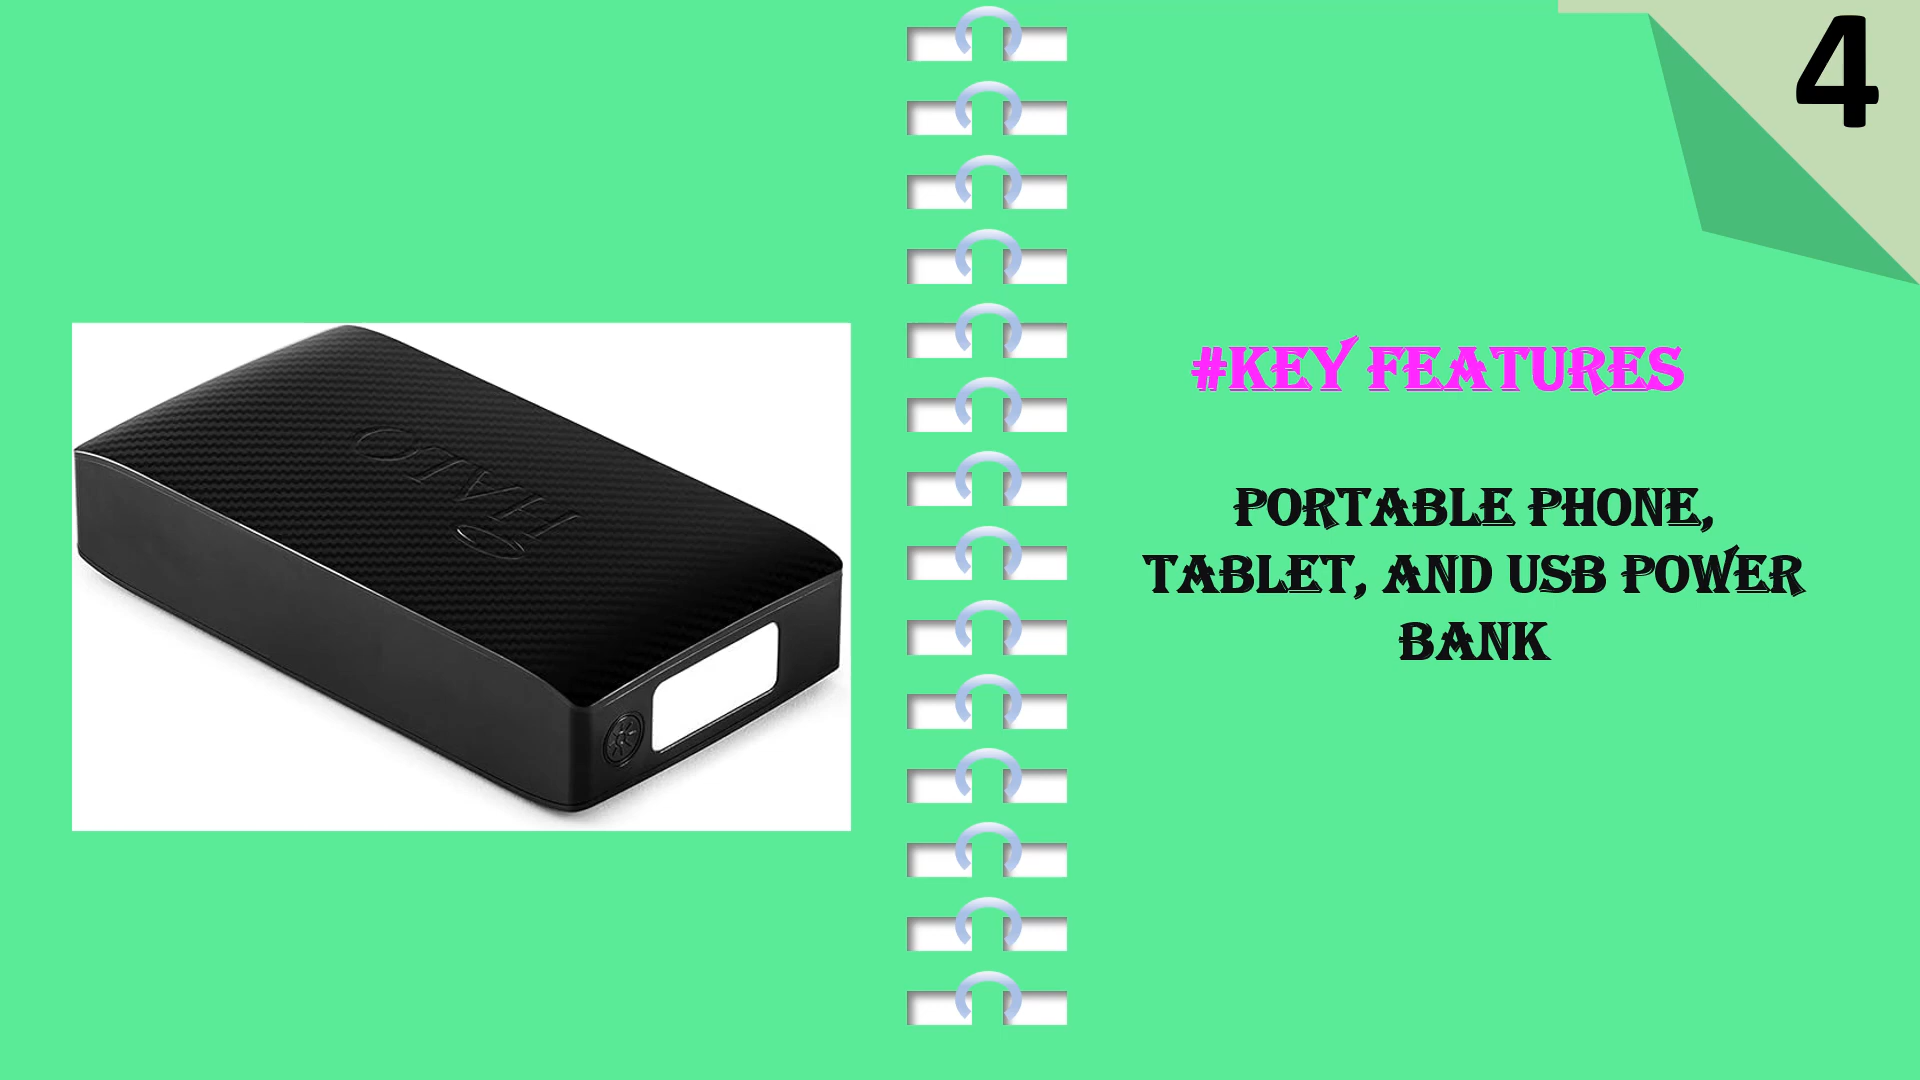 4
HALO
#KEY FEATURES
PORTABLE PHONE,
TABLET, AND USB POWER
BANK